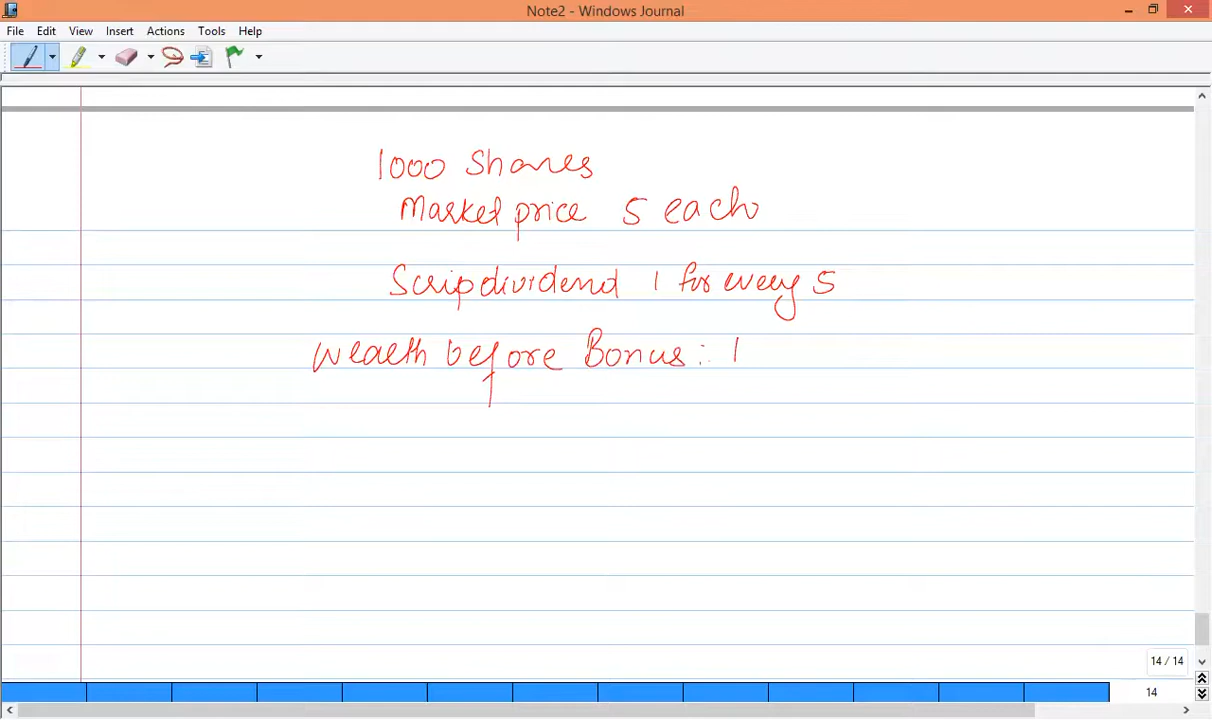 Note2 - Windows Journal
File Edit View Insert Actions Tools Help
1000 Shares
Market price 5 each
Scrip dividend 1 for every 5
Wealth before Bonus : 1
14 / 14
14